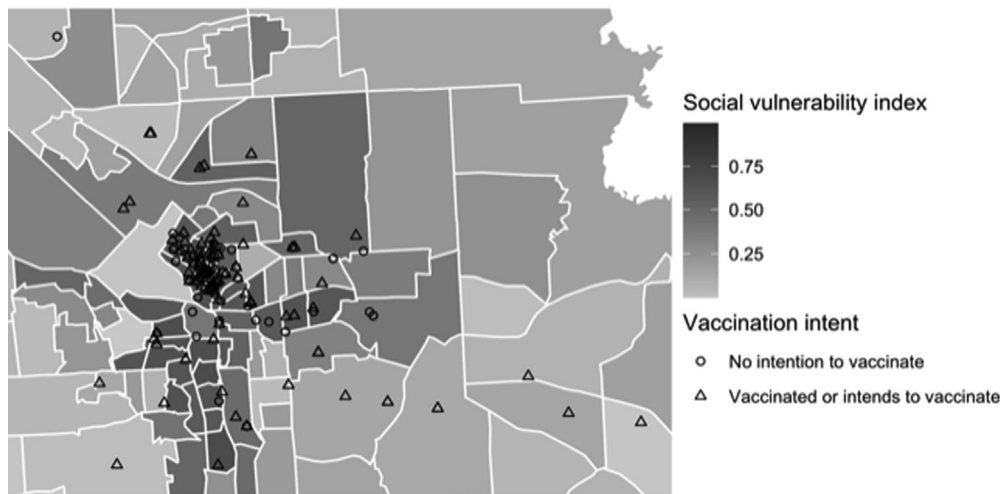 Social vulnerability index
0.75
0.50
0.25
Vaccination intent
No intention to vaccinate
Vaccinated or intends to vaccinate